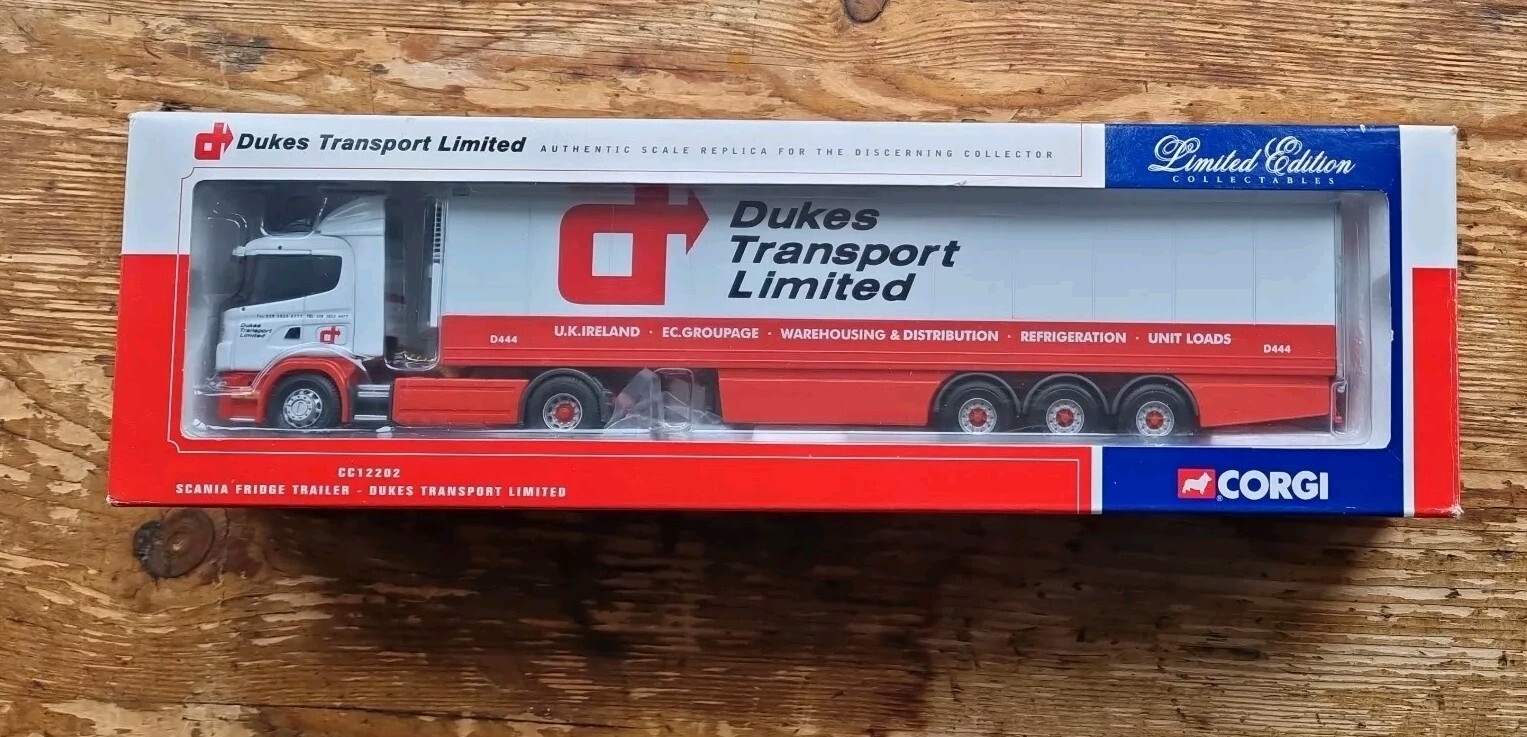 Dukes Transport Limited AUTHENTIC SCALE REPLICA FOR THE DISCERNING COLLECTOR
Limited Edition
COLLECTABLES
Dukes
Transport
Limited
Dukes
Transport
Limited
D444 U.K.IRELAND · EC.GROUPAGE · WAREHOUSING & DISTRIBUTION · REFRIGERATION · UNIT LOADS D444
CC12202
SCANIA FRIDGE TRAILER - DUKES TRANSPORT LIMITED
CORGI